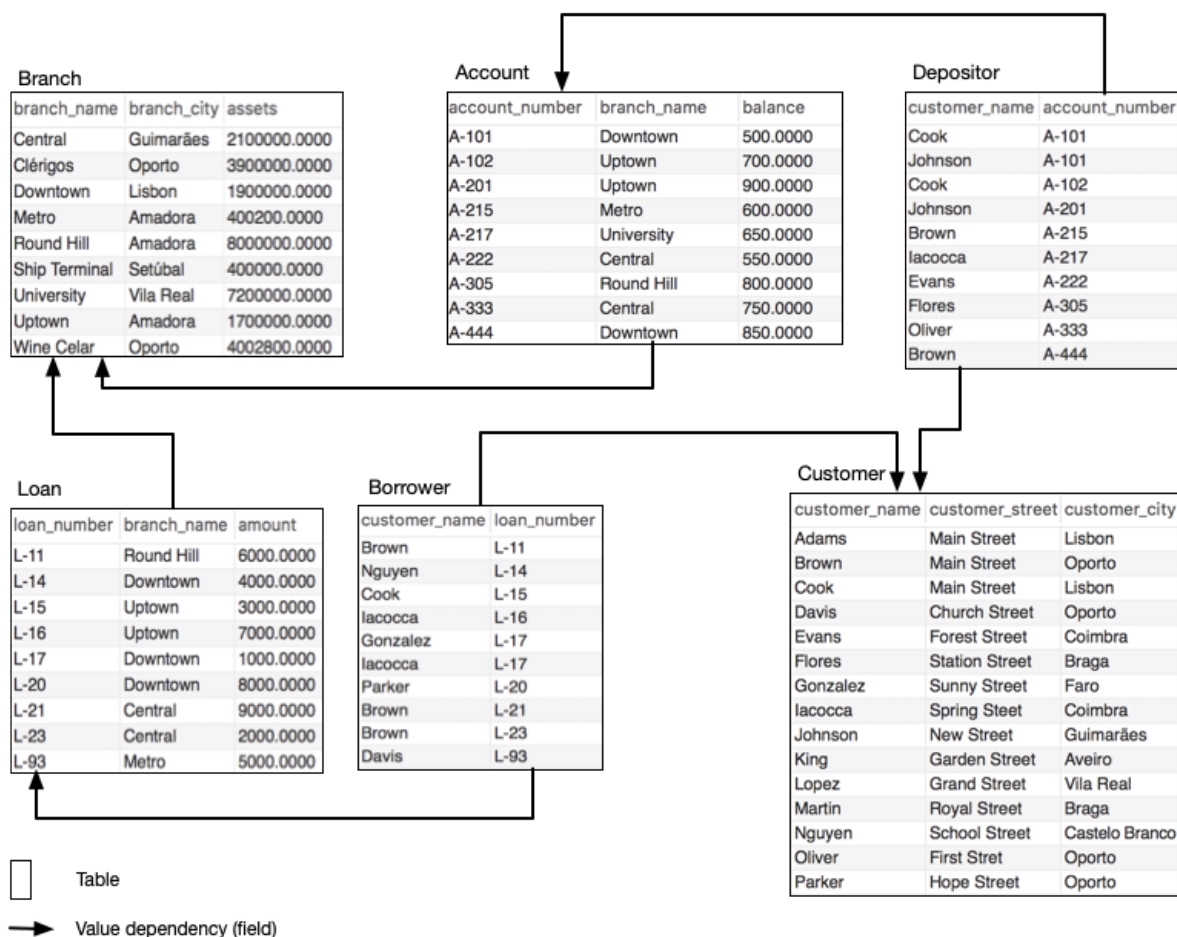 Branch
branch_name branch_city assets
Central Guimarães 2100000.0000
Clérigos Oporto 3900000.0000
Downtown Lisbon 1900000.0000
Metro Amadora 400200.0000
Round Hill Amadora 8000000.0000
Ship Terminal Setúbal 400000.0000
University Vila Real 7200000.0000
Uptown Amadora 1700000.0000
Wine Celar Oporto 4002800.0000
Account
account_number branch_name balance
A-101 Downtown 500.0000
A-102 Uptown 700.0000
A-201 Uptown 900.0000
A-215 Metro 600.0000
A-217 University 650.0000
A-222 Central 550.0000
A-305 Round Hill 800.0000
A-333 Central 750.0000
A-444 Downtown 850.0000
Depositor
customer_name account_number
Cook A-101
Johnson A-101
Cook A-102
Johnson A-201
Brown A-215
Iacocca A-217
Evans A-222
Flores A-305
Oliver A-333
Brown A-444
Loan
loan_number branch_name amount
L-11 Round Hill 6000.0000
L-14 Downtown 4000.0000
L-15 Uptown 3000.0000
L-16 Uptown 7000.0000
L-17 Downtown 1000.0000
L-20 Downtown 8000.0000
L-21 Central 9000.0000
L-23 Central 2000.0000
L-93 Metro 5000.0000
Borrower
customer_name loan_number
Brown L-11
Nguyen L-14
Cook L-15
Iacocca L-16
Gonzalez L-17
Iacocca L-17
Parker L-20
Brown L-21
Brown L-23
Davis L-93
Customer
customer_name customer_street customer_city
Adams Main Street Lisbon
Brown Main Street Oporto
Cook Main Street Lisbon
Davis Church Street Oporto
Evans Forest Street Coimbra
Flores Station Street Braga
Gonzalez Sunny Street Faro
Iacocca Spring Steet Coimbra
Johnson New Street Guimarães
King Garden Street Aveiro
Lopez Grand Street Vila Real
Martin Royal Street Braga
Nguyen School Street Castelo Branco
Oliver First Stret Oporto
Parker Hope Street Oporto
Table
Value dependency (field)